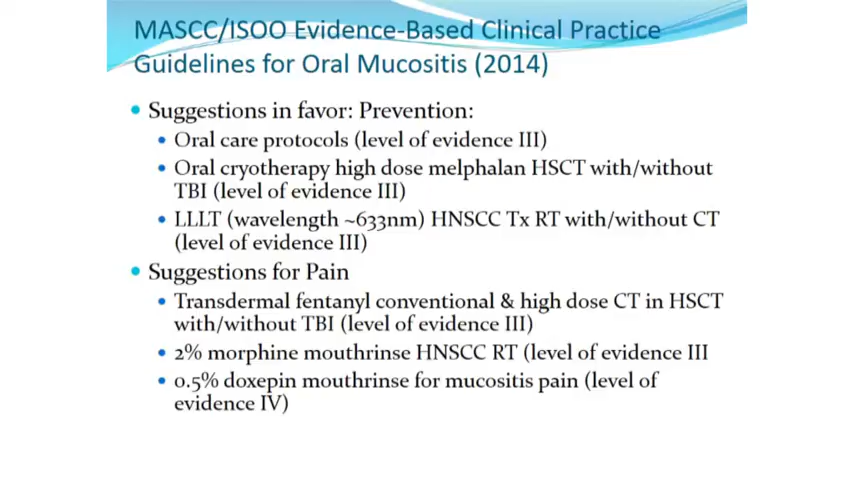 MASCC/ISOO Evidence-Based Clinical Practice
Guidelines for Oral Mucositis (2014)
• Suggestions in favor: Prevention:
• Oral care protocols (level of evidence III)
• Oral cryotherapy high dose melphalan HSCT with/without
TBI (level of evidence III)
• LLLT (wavelength ~633nm) HNSCC Tx RT with/without CT
(level of evidence III)
• Suggestions for Pain
• Transdermal fentanyl conventional & high dose CT in HSCT
with/without TBI (level of evidence III)
• 2% morphine mouthrinse HNSCC RT (level of evidence III
• 0.5% doxepin mouthrinse for mucositis pain (level of
evidence IV)